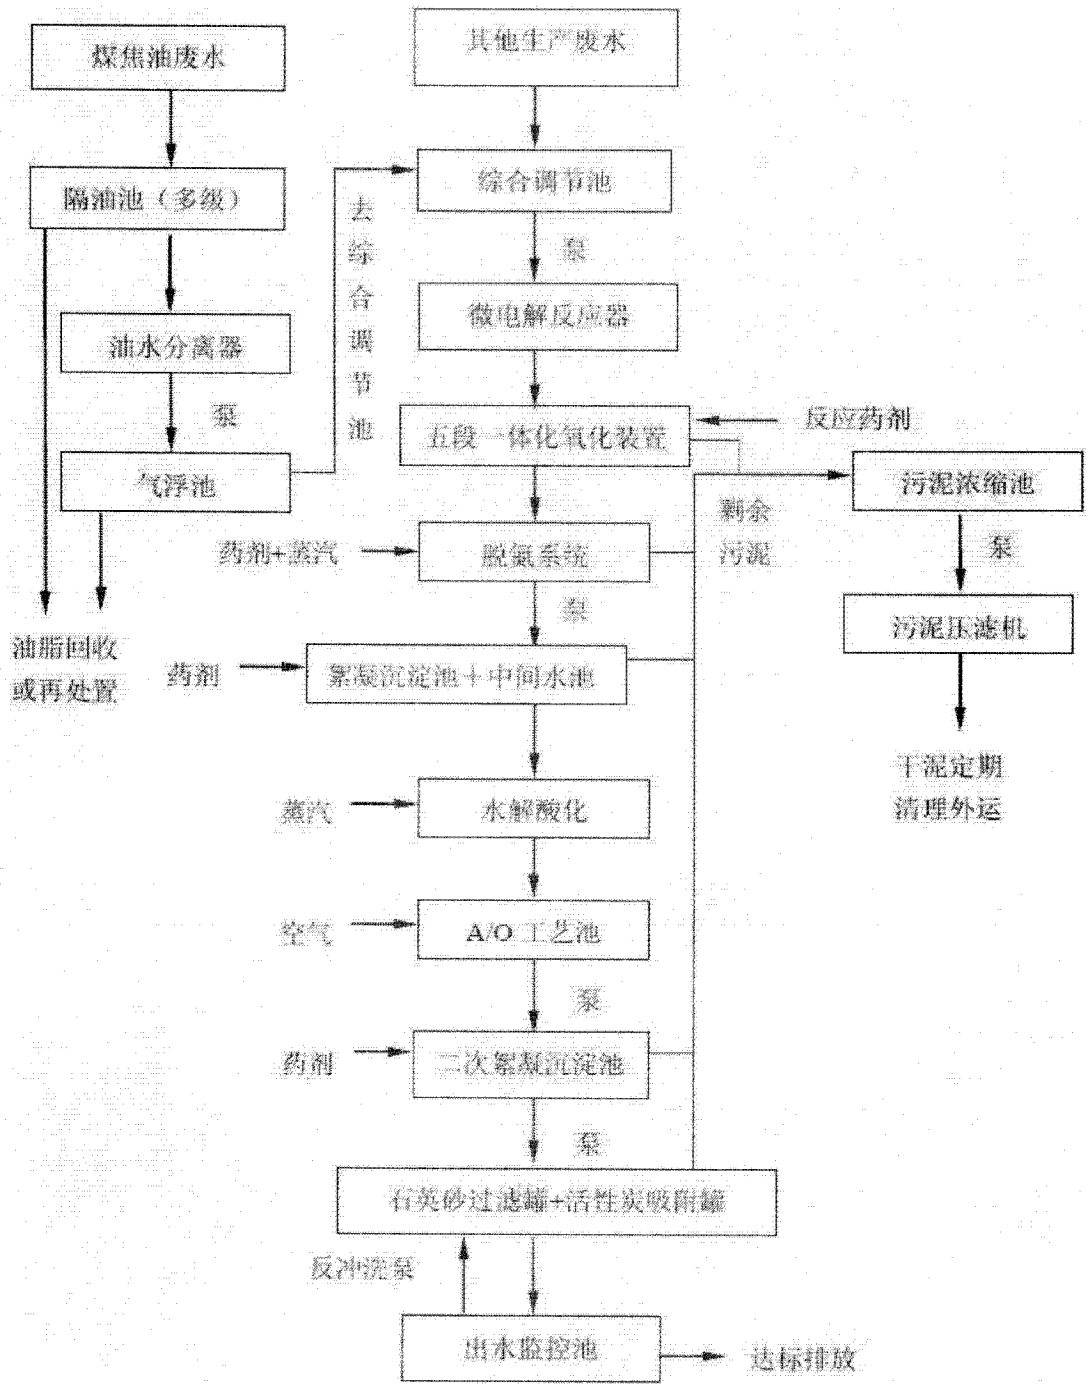 煤焦油废水
其他生产废水
隔油池（多级）
综合调节池
去综合调节池
泵
油水分离器
微电解反应器
泵
五段一体化氧化装置
反应药剂
气浮池
污泥浓缩池
剩余
污泥
药剂+蒸汽
脱氮系统
泵
泵
油脂回收
或再处置
药剂
絮凝沉淀池+中间水池
污泥压滤机
干泥定期
清理外运
蒸汽
水解酸化
空气
A/O 工艺池
泵
药剂
二次絮凝沉淀池
泵
石英砂过滤罐+活性炭吸附罐
反冲洗泵
出水监控池
达标排放